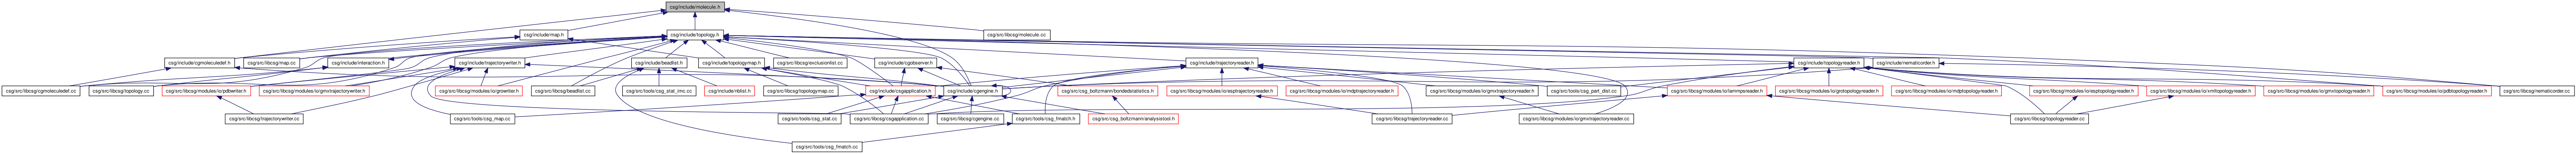 csg/include/molecule.h
csg/include/map.h
csg/include/topology.h
csg/src/libcsg/molecule.cc
csg/include/cgmoleculedef.h
csg/src/libcsg/map.cc
csg/include/interaction.h
csg/include/trajectorywriter.h
csg/include/beadlist.h
csg/include/topologymap.h
csg/src/libcsg/exclusionlist.cc
csg/include/cgobserver.h
csg/include/trajectoryreader.h
csg/include/topologyreader.h
csg/include/nematicorder.h
csg/src/libcsg/cgmoleculedef.cc
csg/src/libcsg/topology.cc
csg/src/libcsg/modules/io/pdbwriter.h
csg/src/libcsg/modules/io/gmxtrajectorywriter.h
csg/src/libcsg/modules/io/growriter.h
csg/src/libcsg/beadlist.cc
csg/src/tools/csg_stat_imc.cc
csg/include/nblist.h
csg/src/libcsg/topologymap.cc
csg/include/csgapplication.h
csg/include/cgengine.h
csg/src/csg_boltzmann/bondedstatistics.h
csg/src/libcsg/modules/io/esptrajectoryreader.h
csg/src/libcsg/modules/io/mdptrajectoryreader.h
csg/src/libcsg/modules/io/gmxtrajectoryreader.h
csg/src/tools/csg_part_dist.cc
csg/src/libcsg/modules/io/lammpsreader.h
csg/src/libcsg/modules/io/grotopologyreader.h
csg/src/libcsg/modules/io/mdptopologyreader.h
csg/src/libcsg/modules/io/esptopologyreader.h
csg/src/libcsg/modules/io/xmltopologyreader.h
csg/src/libcsg/modules/io/gmxtopologyreader.h
csg/src/libcsg/modules/io/pdbtopologyreader.h
csg/src/libcsg/nematicorder.cc
csg/src/libcsg/trajectorywriter.cc
csg/src/tools/csg_map.cc
csg/src/tools/csg_stat.cc
csg/src/libcsg/csgapplication.cc
csg/src/libcsg/cgengine.cc
csg/src/tools/csg_fmatch.h
csg/src/csg_boltzmann/analysistool.h
csg/src/libcsg/trajectoryreader.cc
csg/src/libcsg/modules/io/gmxtrajectoryreader.cc
csg/src/libcsg/topologyreader.cc
csg/src/tools/csg_fmatch.cc